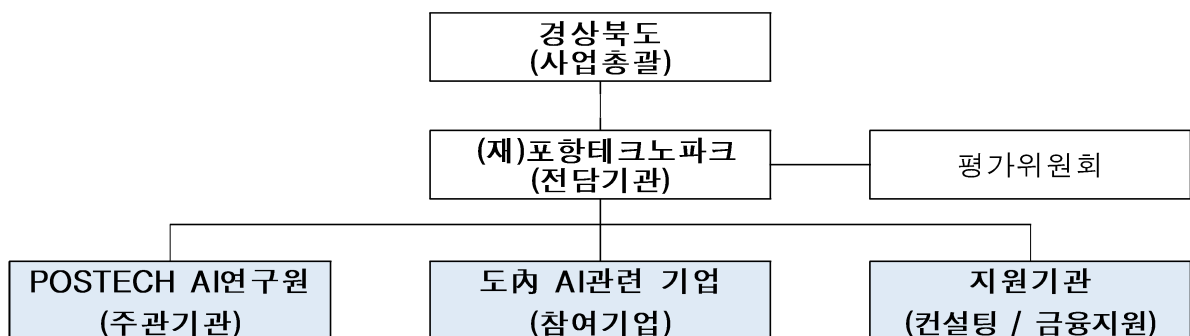 경상북도
(사업총괄)
(재)포항테크노파크
(전담기관)
평가위원회
POSTECH AI연구원
(주관기관)
도內 AI관련 기업
(참여기업)
지원기관
(컨설팅 / 금융지원)